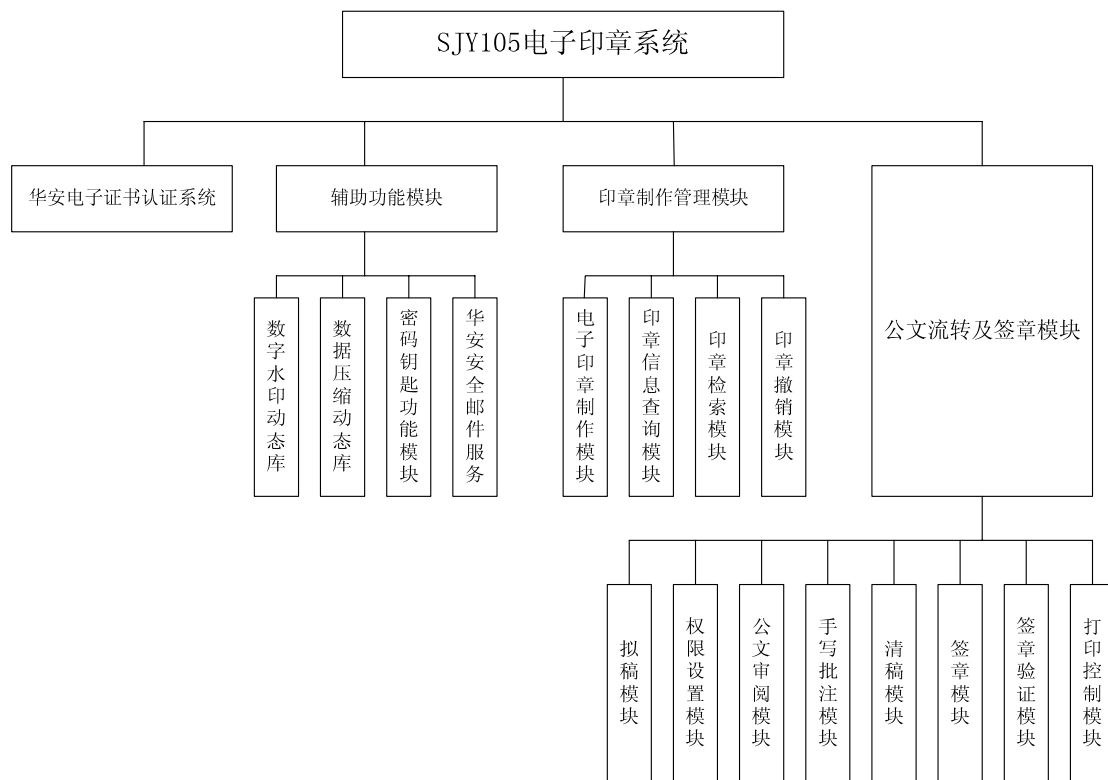 SJY105电子印章系统
华安电子证书认证系统
辅助功能模块
印章制作管理模块
公文流转及签章模块
数字水印动态库
数据压缩动态库
密码钥匙功能模块
华安安全邮件服务
电子印章制作模块
印章信息查询模块
印章检索模块
印章撤销模块
拟稿模块
权限设置模块
公文审阅模块
手写批注模块
清稿模块
签章模块
签章验证模块
打印控制模块